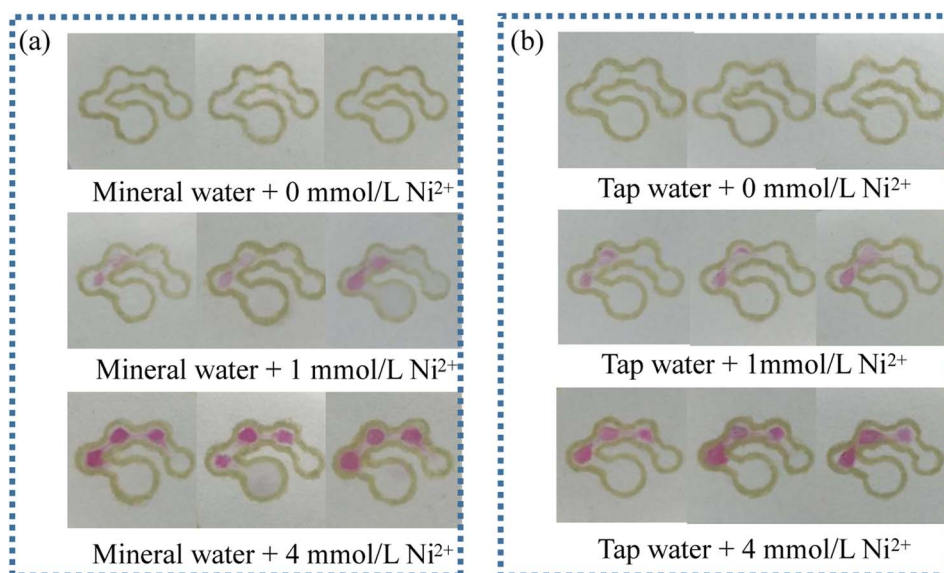 (a)
Mineral water + 0 mmol/L Ni²⁺
Mineral water + 1 mmol/L Ni²⁺
Mineral water + 4 mmol/L Ni²⁺
(b)
Tap water + 0 mmol/L Ni²⁺
Tap water + 1mmol/L Ni²⁺
Tap water + 4 mmol/L Ni²⁺